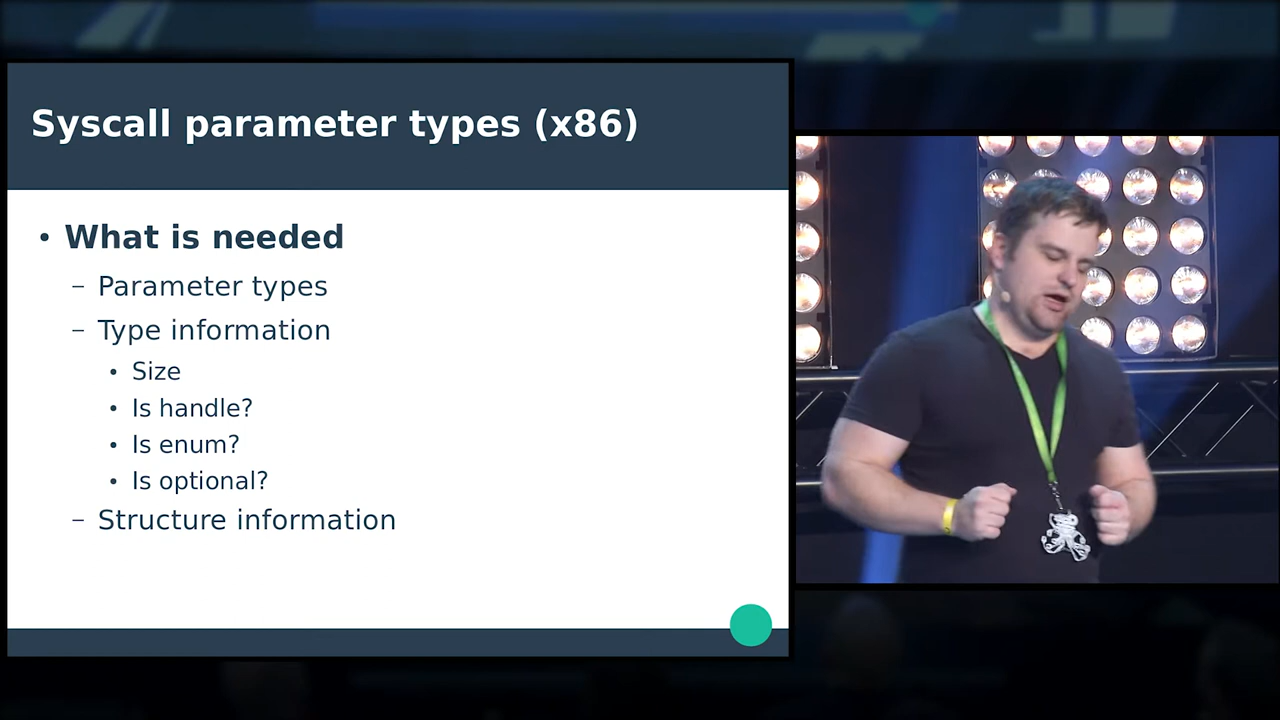 Syscall parameter types (x86)
• What is needed
– Parameter types
– Type information
• Size
• Is handle?
• Is enum?
• Is optional?
– Structure information